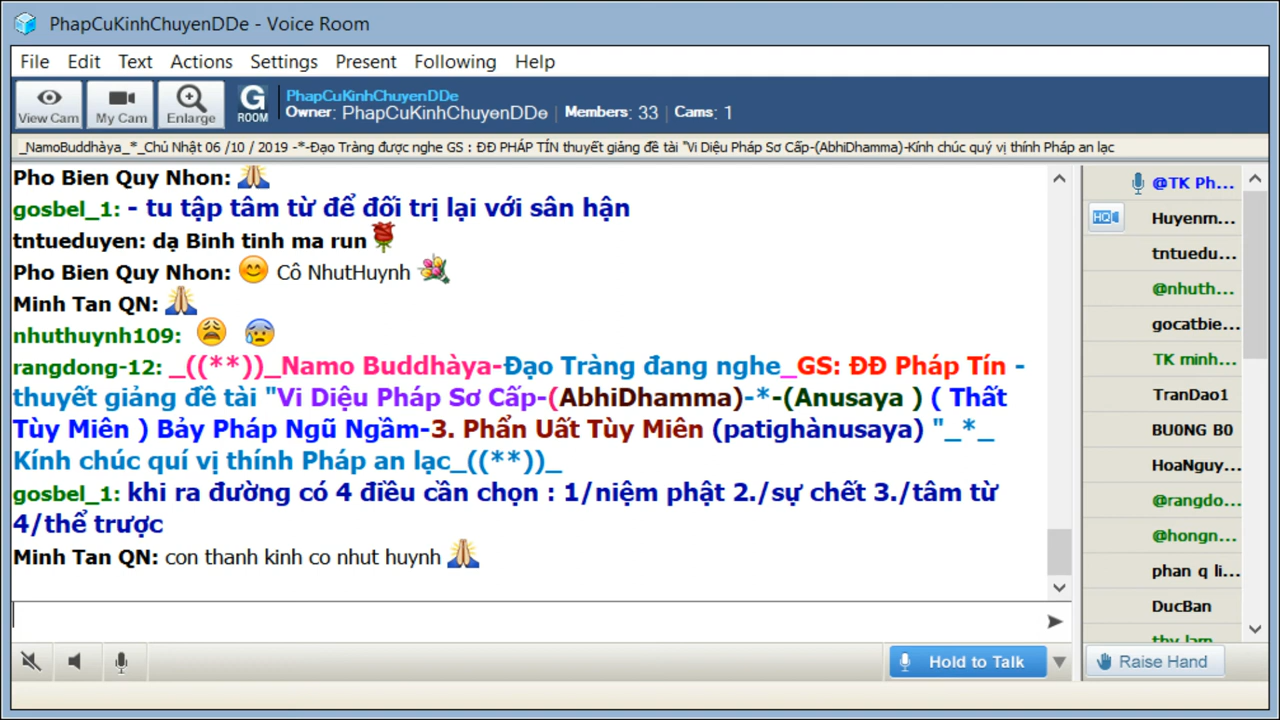 PhapCuKinhChuyenDDe - Voice Room
File Edit Text Actions Settings Present Following Help
View Cam My Cam Enlarge G ROOM
PhapCuKinhChuyenDDe
Owner: PhapCuKinhChuyenDDe | Members: 33 | Cams: 1
_NamoBuddhàya_*_Chủ Nhật 06 /10 / 2019 -*-Đạo Tràng được nghe GS : ĐĐ PHÁP TÍN thuyết giảng đề tài "Vi Diệu Pháp Sơ Cấp-(AbhiDhamma)-Kính chúc quý vị thính Pháp an lạc
Pho Bien Quy Nhon:
gosbel_1: - tu tập tâm từ để đối trị lại với sân hận
tntueduyen: dạ Binh tinh ma run
Pho Bien Quy Nhon: Cô NhutHuynh
Minh Tan QN:
nhuthuynh109:
rangdong-12: _((**))_Namo Buddhàya-Đạo Tràng đang nghe_GS: ĐĐ Pháp Tín -
thuyết giảng đề tài "Vi Diệu Pháp Sơ Cấp-(AbhiDhamma)-*-(Anusaya ) ( Thất
Tùy Miên ) Bảy Pháp Ngũ Ngầm-3. Phẩn Uất Tùy Miên (patighànusaya) "_*_
Kính chúc quí vị thính Pháp an lạc_((**))_
gosbel_1: khi ra đường có 4 điều cần chọn : 1/niệm phật 2./sự chết 3./tâm từ
4/thể trược
Minh Tan QN: con thanh kinh co nhut huynh
@TK Ph...
HQ
Huyenm...
tntuedu...
@nhuth...
gocatbie...
TK minh...
TranDao1
BU0NG B0
HoaNguy...
@rangdo...
@hongn...
phan q li...
DucBan
Hold to Talk
Raise Hand